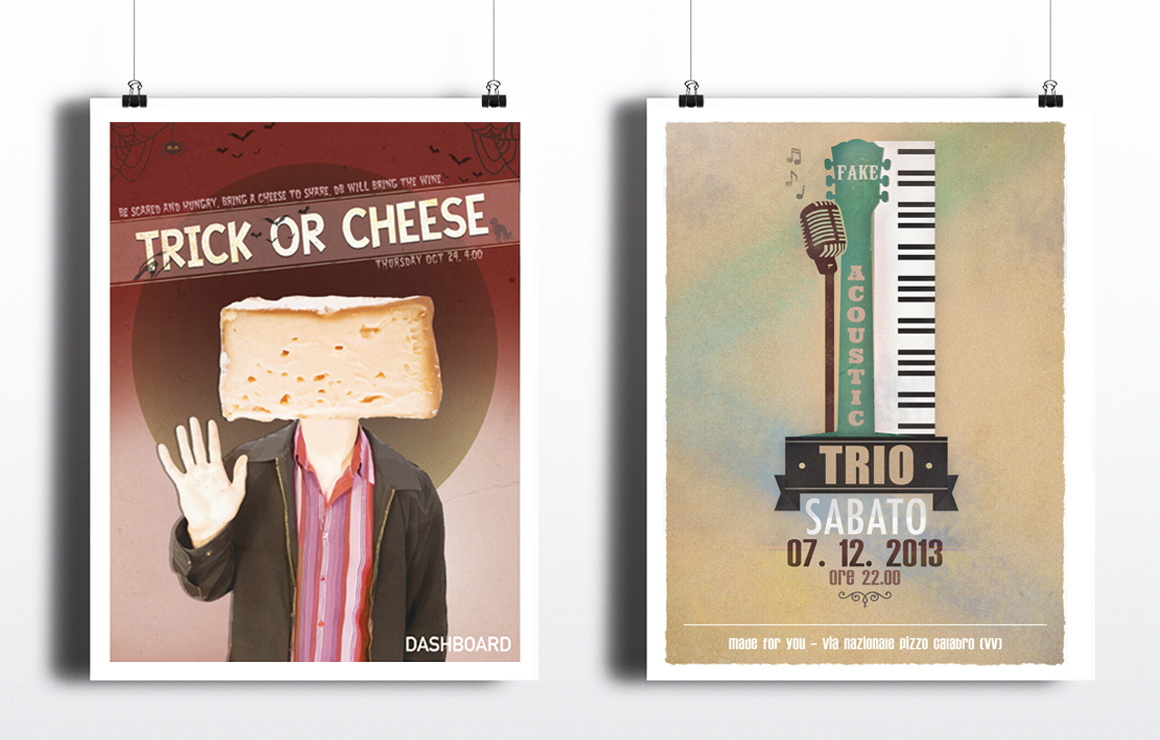 BE SCARED AND HUNGRY, BRING A CHEESE TO SHARE. DB WILL BRING THE WINE.
TRICK OR CHEESE
THURSDAY OCT 24, 4:00
DASHBOARD
FAKE
ACOUSTIC
TRIO
SABATO
07. 12. 2013
ore 22.00
made for you - via nazionale pizzo calabro (vv)